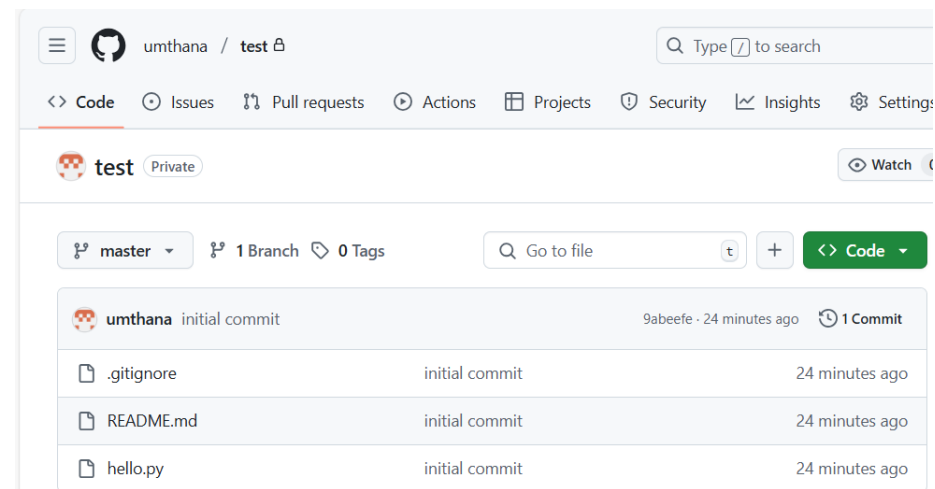 umthana / test
Type / to search
Code Issues Pull requests Actions Projects Security Insights Settings
test Private
Watch
master 1 Branch 0 Tags
Go to file t
+ Code
umthana initial commit 9abeefe · 24 minutes ago 1 Commit
.gitignore initial commit 24 minutes ago
README.md initial commit 24 minutes ago
hello.py initial commit 24 minutes ago